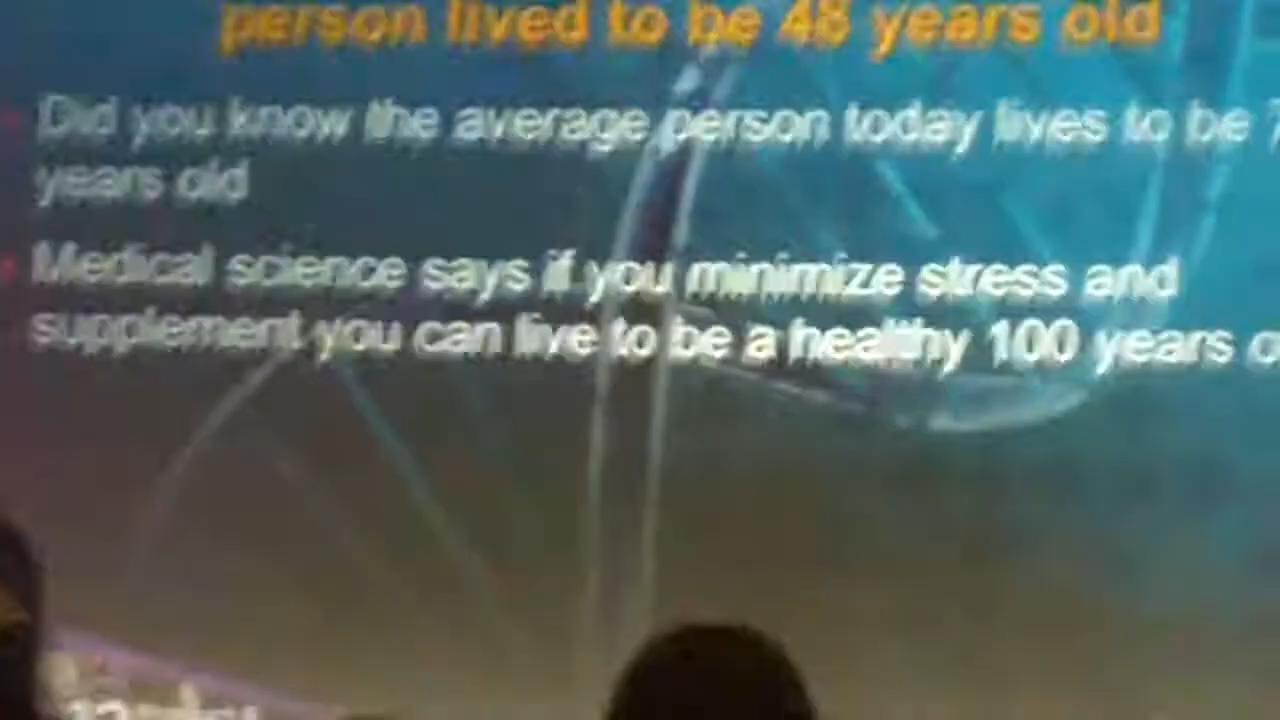 person lived to be 48 years old
Did you know the average person today lives to be 7
years old
Medical science says if you minimize stress and
supplement you can live to be a healthy 100 years o